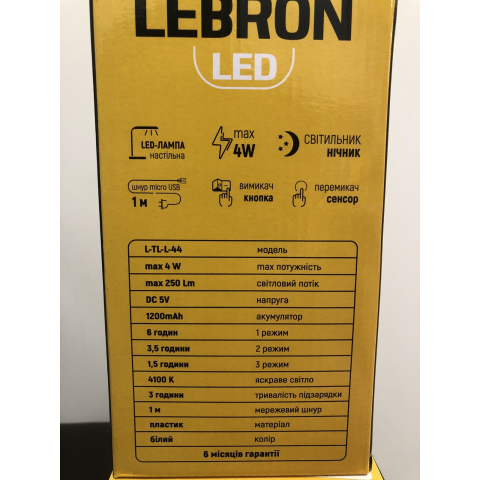 LEBRON
LED
LED-ЛАМПА
настільна
max
4W
СВІТИЛЬНИК
НІЧНИК
шнур micro USB
1 м
вимикач
кнопка
перемикач
сенсор
L-TL-L-44 модель
max 4 W max потужність
max 250 Lm світловий потік
DC 5V напруга
1200mAh акумулятор
6 годин 1 режим
3,5 години 2 режим
1,5 години 3 режим
4100 K яскраве світло
3 години тривалість підзарядки
1 м мережевий шнур
пластик матеріал
білий колір
6 місяців гарантії